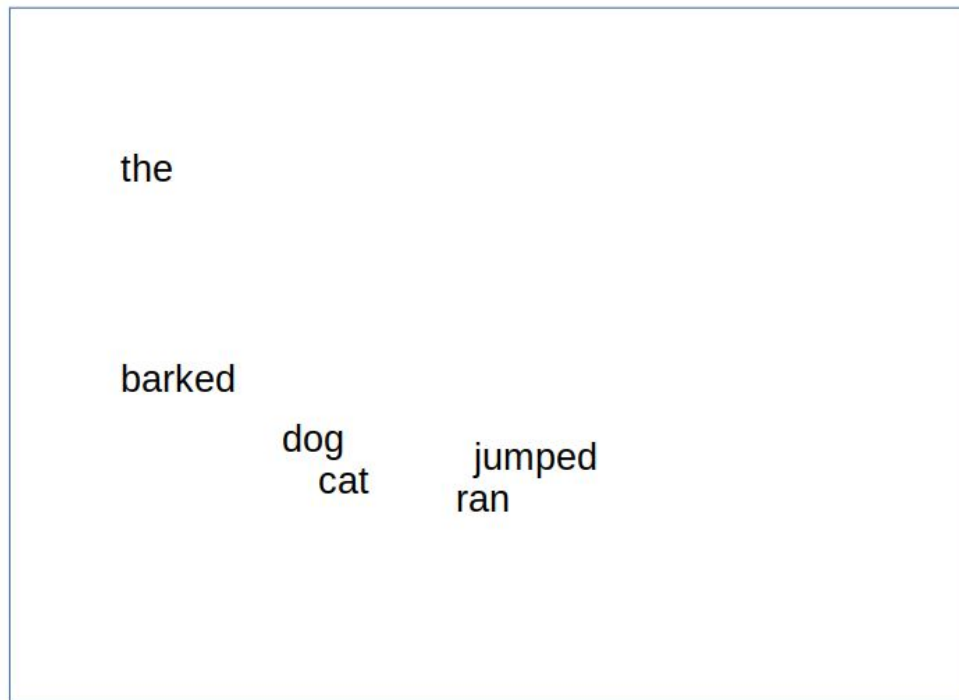 the
barked
dog
jumped
cat
ran